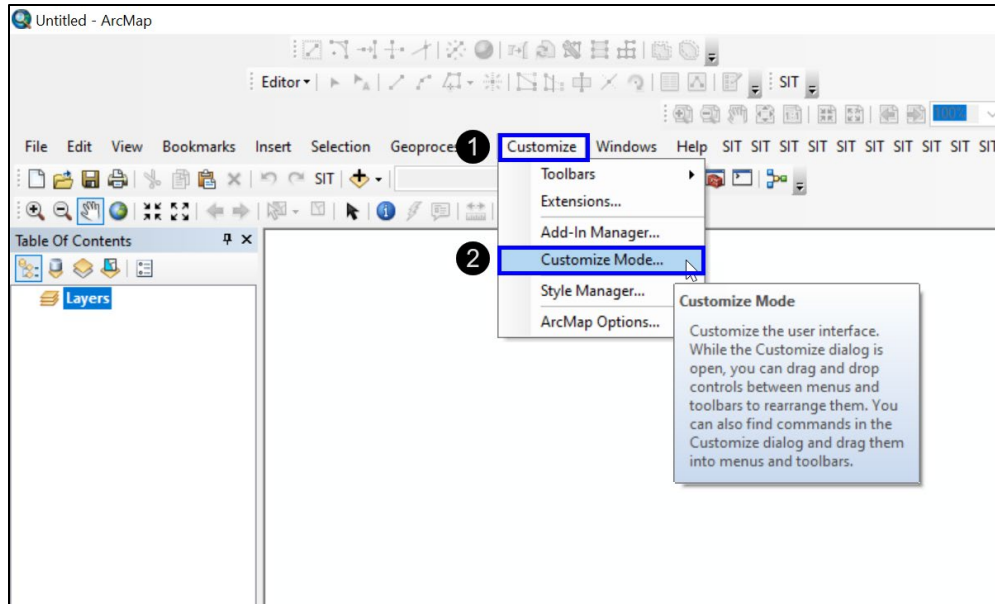 Untitled - ArcMap
Editor
SIT
100%
File Edit View Bookmarks Insert Selection Geoproces 1 Customize Windows Help SIT SIT SIT SIT SIT SIT SIT SIT SIT SIT
SIT
Toolbars
Extensions...
Add-In Manager...
Table Of Contents
2 Customize Mode...
Style Manager...
Layers
ArcMap Options...
Customize Mode
Customize the user interface.
While the Customize dialog is
open, you can drag and drop
controls between menus and
toolbars to rearrange them. You
can also find commands in the
Customize dialog and drag them
into menus and toolbars.